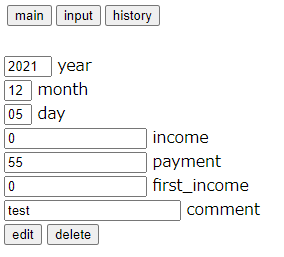 main input history
2021 year
12 month
05 day
0 income
55 payment
0 first_income
test comment
edit delete